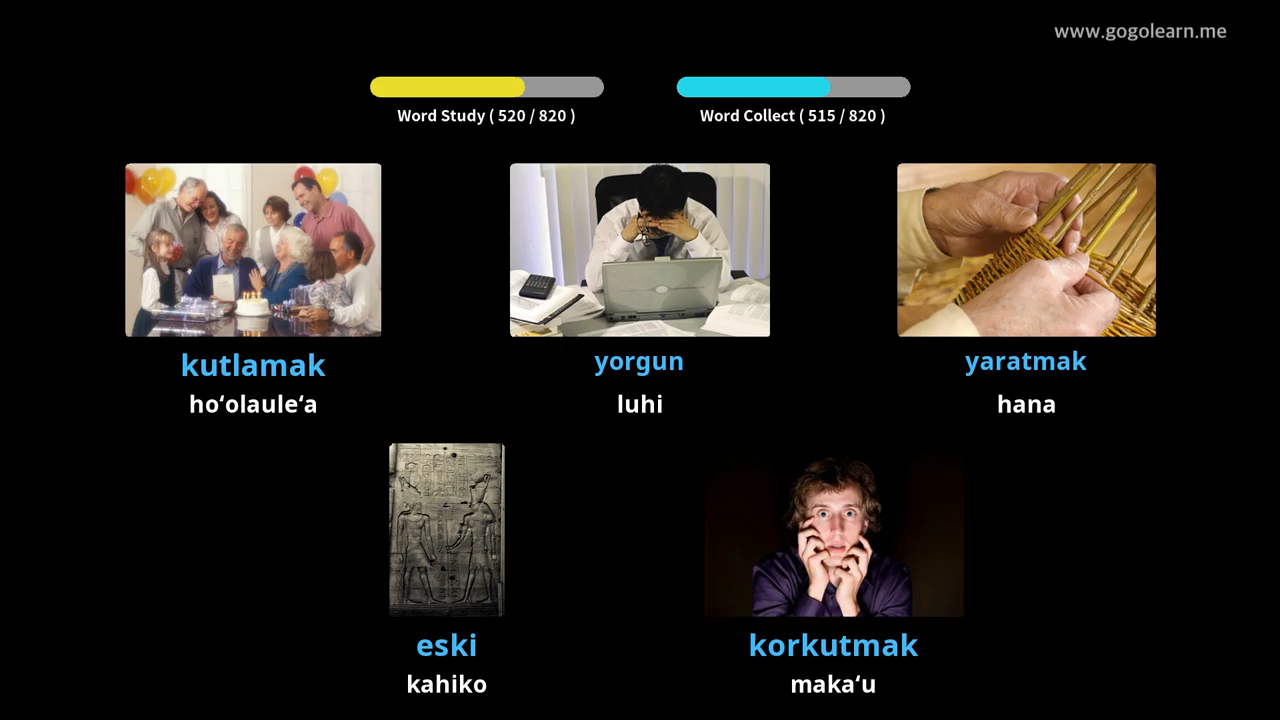 www.gogolearn.me
Word Study ( 520 / 820 )
Word Collect ( 515 / 820 )
kutlamak
hoʻolauleʻa
yorgun
luhi
yaratmak
hana
eski
kahiko
korkutmak
makaʻu